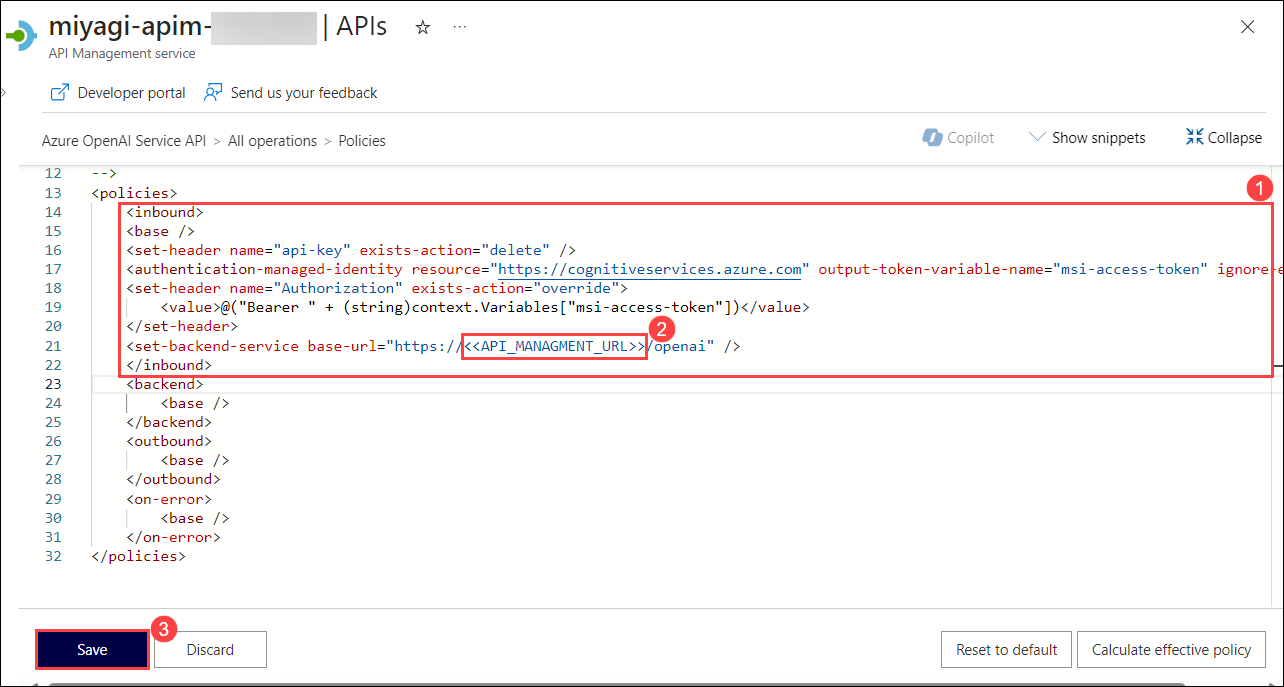 miyagi-apim- | APIs
API Management service
Developer portal Send us your feedback
Azure OpenAI Service API > All operations > Policies Copilot Show snippets Collapse
12 -->
1
13 <policies>
14 <inbound>
15 <base />
16 <set-header name="api-key" exists-action="delete" />
17 <authentication-managed-identity resource="https://cognitiveservices.azure.com" output-token-variable-name="msi-access-token" ignore-e
18 <set-header name="Authorization" exists-action="override">
19 <value>@("Bearer " + (string)context.Variables["msi-access-token"])</value>
20 </set-header>
2
21 <set-backend-service base-url="https://<<API_MANAGMENT_URL>>/openai" />
22 </inbound>
23 <backend>
24 <base />
25 </backend>
26 <outbound>
27 <base />
28 </outbound>
29 <on-error>
30 <base />
31 </on-error>
32 </policies>
3
Save Discard Reset to default Calculate effective policy